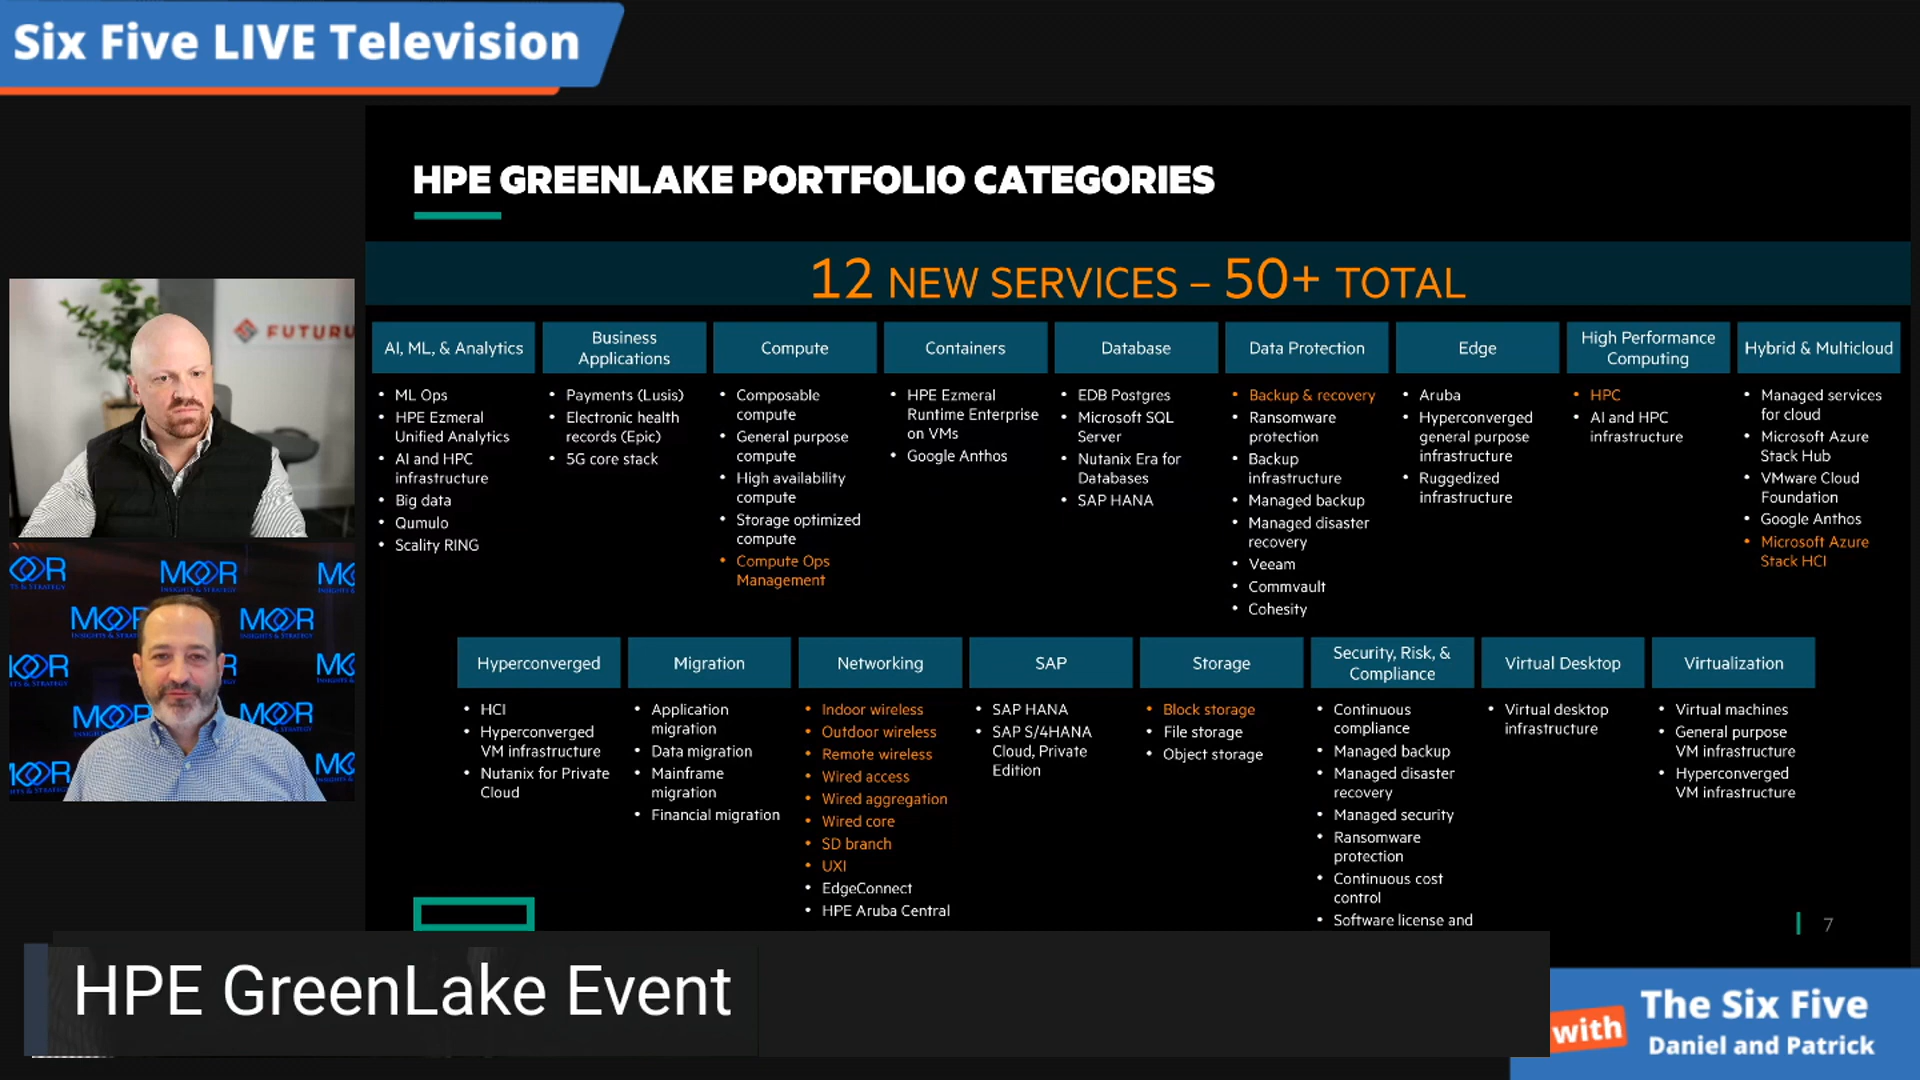 Six Five LIVE Television
HPE GREENLAKE PORTFOLIO CATEGORIES
12 NEW SERVICES – 50+ TOTAL
AI, ML, & Analytics
• ML Ops
• HPE Ezmeral
Unified Analytics
• AI and HPC
infrastructure
• Big data
• Qumulo
• Scality RING
Business
Applications
• Payments (Lusis)
• Electronic health
records (Epic)
• 5G core stack
Compute
• Composable
compute
• General purpose
compute
• High availability
compute
• Storage optimized
compute
• Compute Ops
Management
Containers
• HPE Ezmeral
Runtime Enterprise
on VMs
• Google Anthos
Database
• EDB Postgres
• Microsoft SQL
Server
• Nutanix Era for
Databases
• SAP HANA
Data Protection
• Backup & recovery
• Ransomware
protection
• Backup
infrastructure
• Managed backup
• Managed disaster
recovery
• Veeam
• Commvault
• Cohesity
Edge
• Aruba
• Hyperconverged
general purpose
infrastructure
• Ruggedized
infrastructure
High Performance
Computing
• HPC
• AI and HPC
infrastructure
Hybrid & Multicloud
• Managed services
for cloud
• Microsoft Azure
Stack Hub
• VMware Cloud
Foundation
• Google Anthos
• Microsoft Azure
Stack HCI
Hyperconverged
• HCI
• Hyperconverged
VM infrastructure
• Nutanix for Private
Cloud
Migration
• Application
migration
• Data migration
• Mainframe
migration
• Financial migration
Networking
• Indoor wireless
• Outdoor wireless
• Remote wireless
• Wired access
• Wired aggregation
• Wired core
• SD branch
• UXI
• EdgeConnect
• HPE Aruba Central
SAP
• SAP HANA
• SAP S/4HANA
Cloud, Private
Edition
Storage
• Block storage
• File storage
• Object storage
Security, Risk, &
Compliance
• Continuous
compliance
• Managed backup
• Managed disaster
recovery
• Managed security
• Ransomware
protection
• Continuous cost
control
• Software license and
Virtual Desktop
• Virtual desktop
infrastructure
Virtualization
• Virtual machines
• General purpose
VM infrastructure
• Hyperconverged
VM infrastructure
7
FUTURU
MOOR
INSIGHTS & STRATEGY
MOOR
INSIGHTS & STRATEGY
MOOR
MOOR
MOOR
HPE GreenLake Event
with
The Six Five
Daniel and Patrick